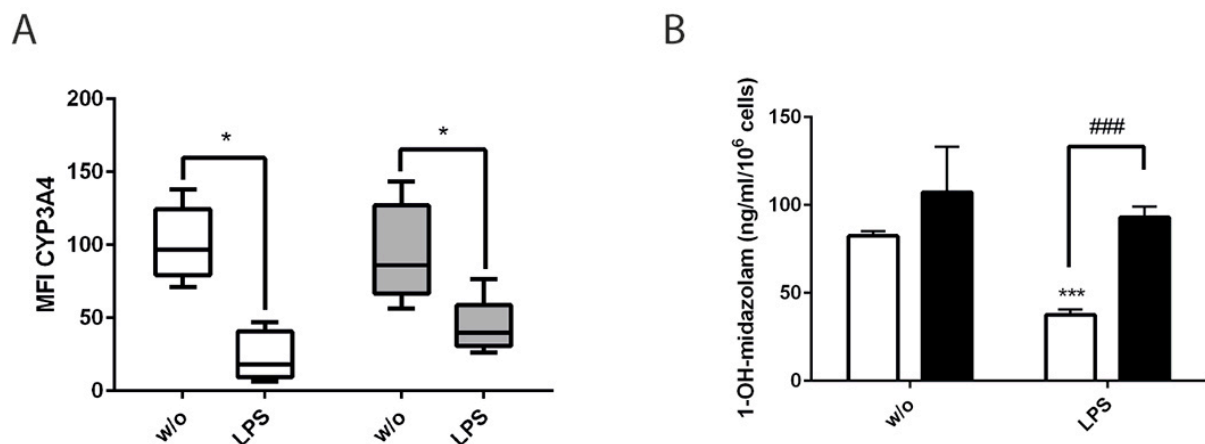 A
MFI CYP3A4
200
150
100
50
0
*
*
w/o
LPS
w/o
LPS
B
1-OH-midazolam (ng/ml/10⁶ cells)
150
100
50
0
###
***
w/o
LPS